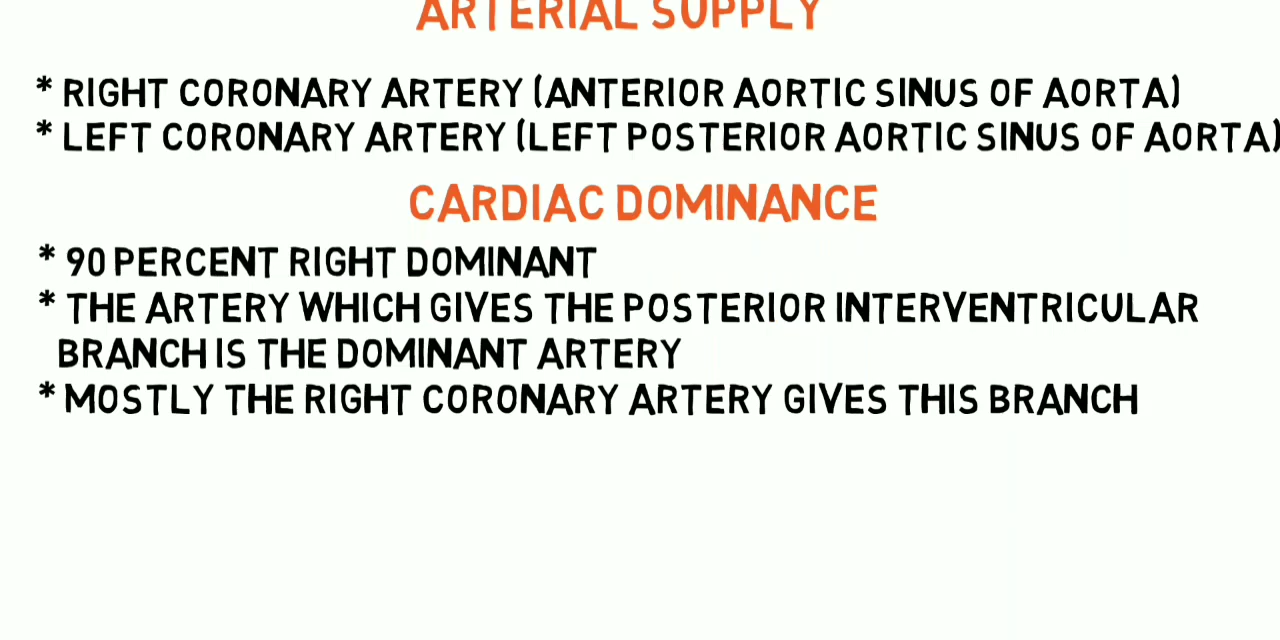 ARTERIAL SUPPLY
* RIGHT CORONARY ARTERY (ANTERIOR AORTIC SINUS OF AORTA)
* LEFT CORONARY ARTERY (LEFT POSTERIOR AORTIC SINUS OF AORTA)
CARDIAC DOMINANCE
* 90 PERCENT RIGHT DOMINANT
* THE ARTERY WHICH GIVES THE POSTERIOR INTERVENTRICULAR
BRANCH IS THE DOMINANT ARTERY
* MOSTLY THE RIGHT CORONARY ARTERY GIVES THIS BRANCH